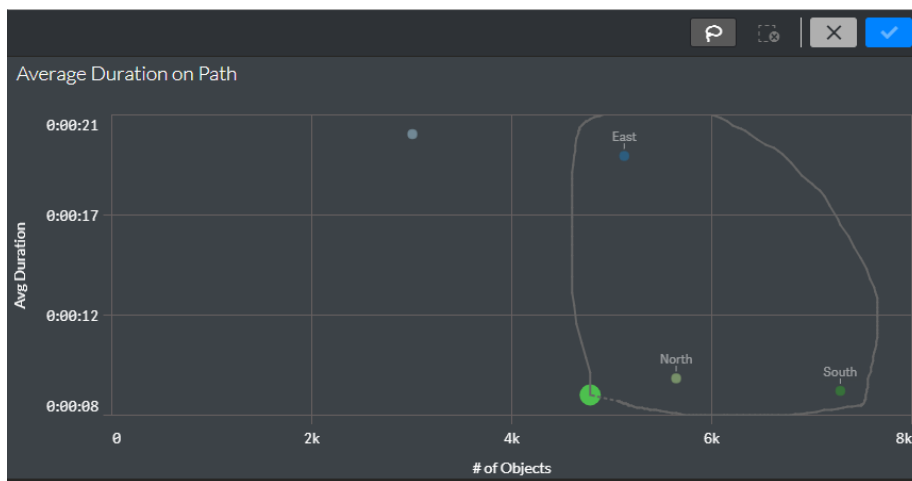 Average Duration on Path
0:00:21
East
0:00:17
Avg Duration
0:00:12
North
South
0:00:08
0
2k
4k
6k
8k
# of Objects